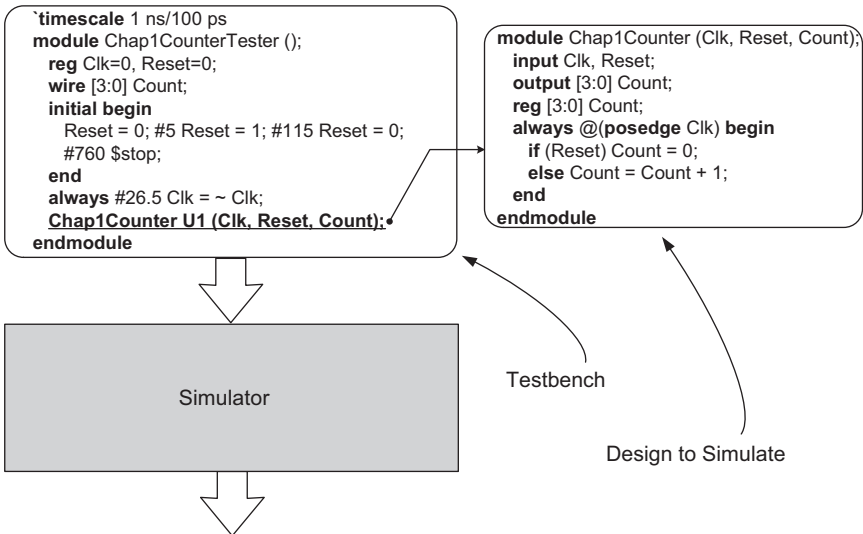 `timescale 1 ns/100 ps
module Chap1CounterTester ();
reg Clk=0, Reset=0;
wire [3:0] Count;
initial begin
Reset = 0; #5 Reset = 1; #115 Reset = 0;
#760 $stop;
end
always #26.5 Clk = ~ Clk;
Chap1Counter U1 (Clk, Reset, Count);
endmodule
module Chap1Counter (Clk, Reset, Count);
input Clk, Reset;
output [3:0] Count;
reg [3:0] Count;
always @(posedge Clk) begin
if (Reset) Count = 0;
else Count = Count + 1;
end
endmodule
Simulator
Testbench
Design to Simulate